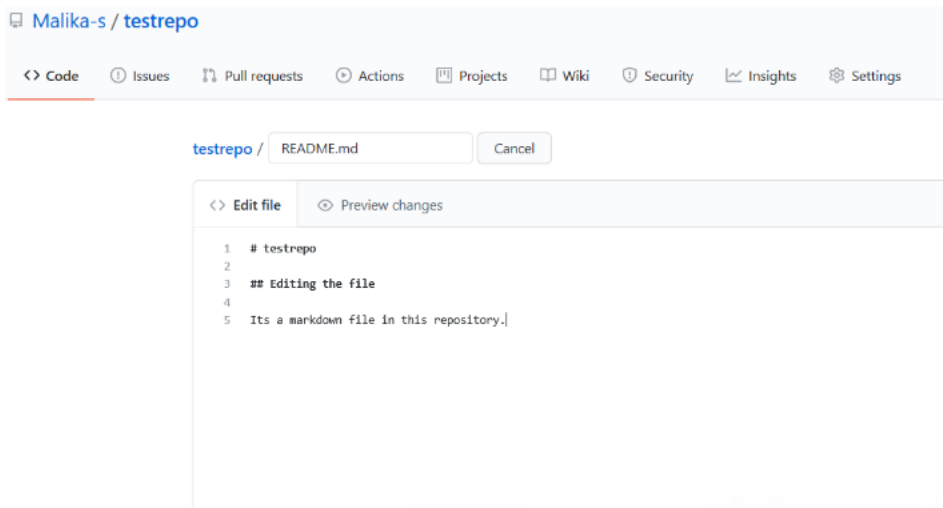 Malika-s / testrepo
<> Code Issues Pull requests Actions Projects Wiki Security Insights Settings
testrepo / README.md Cancel
<> Edit file Preview changes
1 # testrepo
2
3 ## Editing the file
4
5 Its a markdown file in this repository.